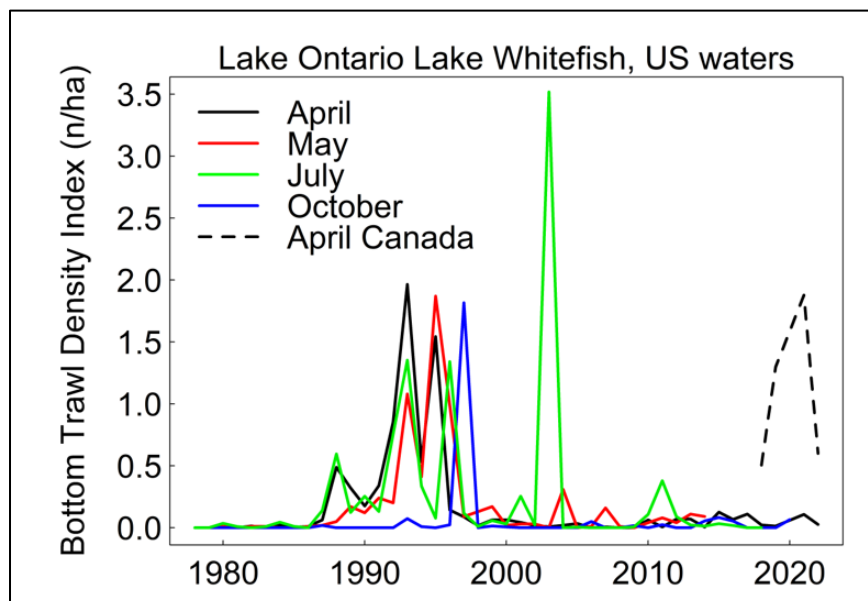 Lake Ontario Lake Whitefish, US waters
Bottom Trawl Density Index (n/ha)
3.5
3.0
2.5
2.0
1.5
1.0
0.5
0.0
April
May
July
October
April Canada
1980
1990
2000
2010
2020